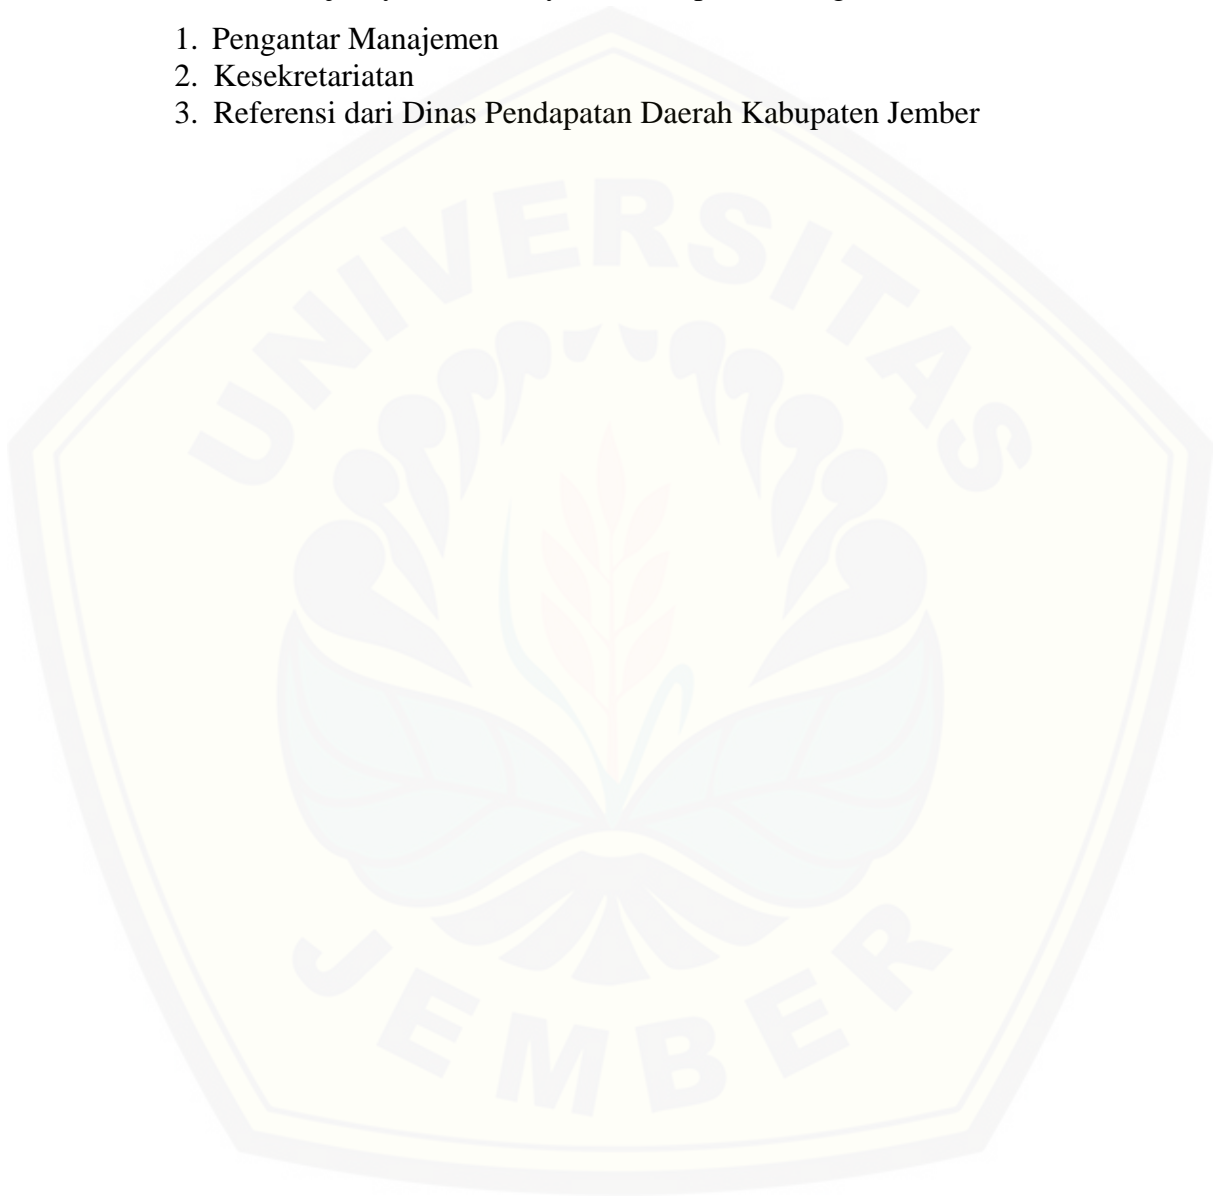 1. Pengantar Manajemen
2. Kesekretariatan
3. Referensi dari Dinas Pendapatan Daerah Kabupaten Jember
UNIVERSITAS
JEMBER